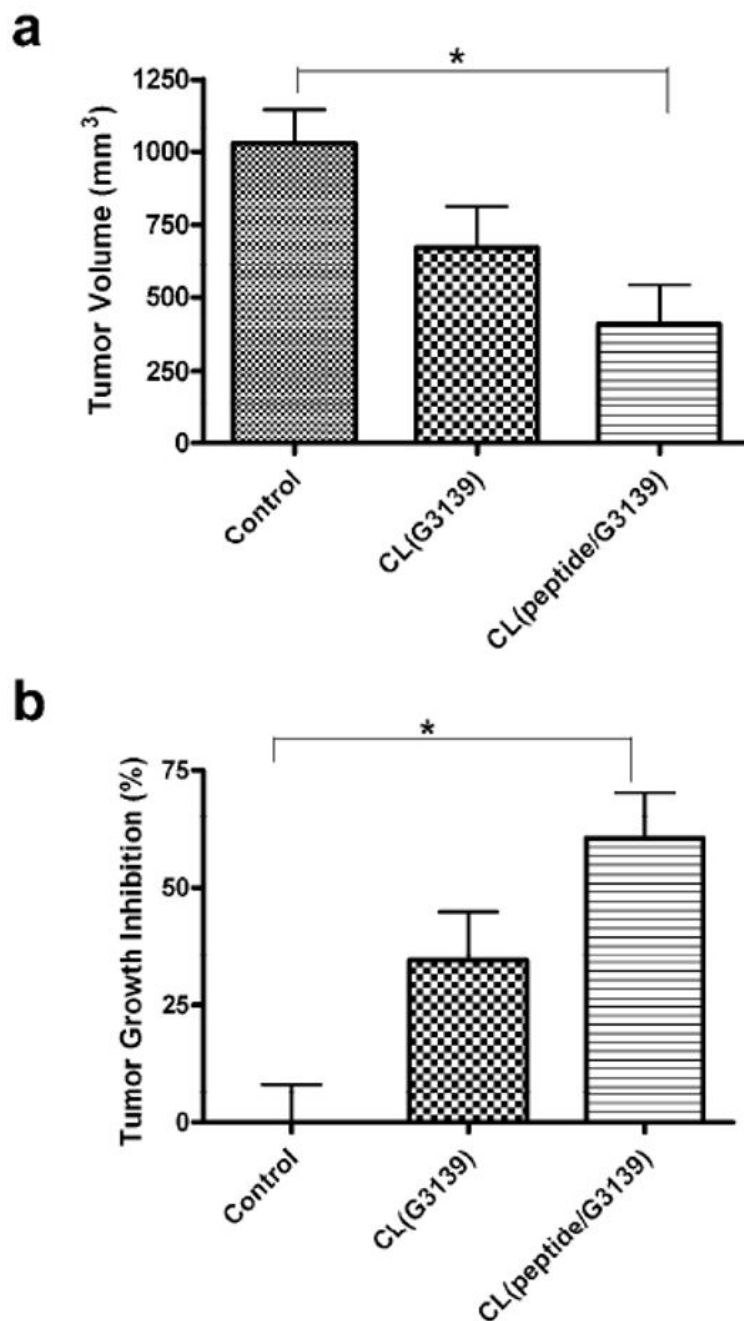 a
*
Tumor Volume (mm³)
1250
1000
750
500
250
0
Control
CL(G3139)
CL(peptide/G3139)
b
*
Tumor Growth Inhibition (%)
75
50
25
0
Control
CL(G3139)
CL(peptide/G3139)